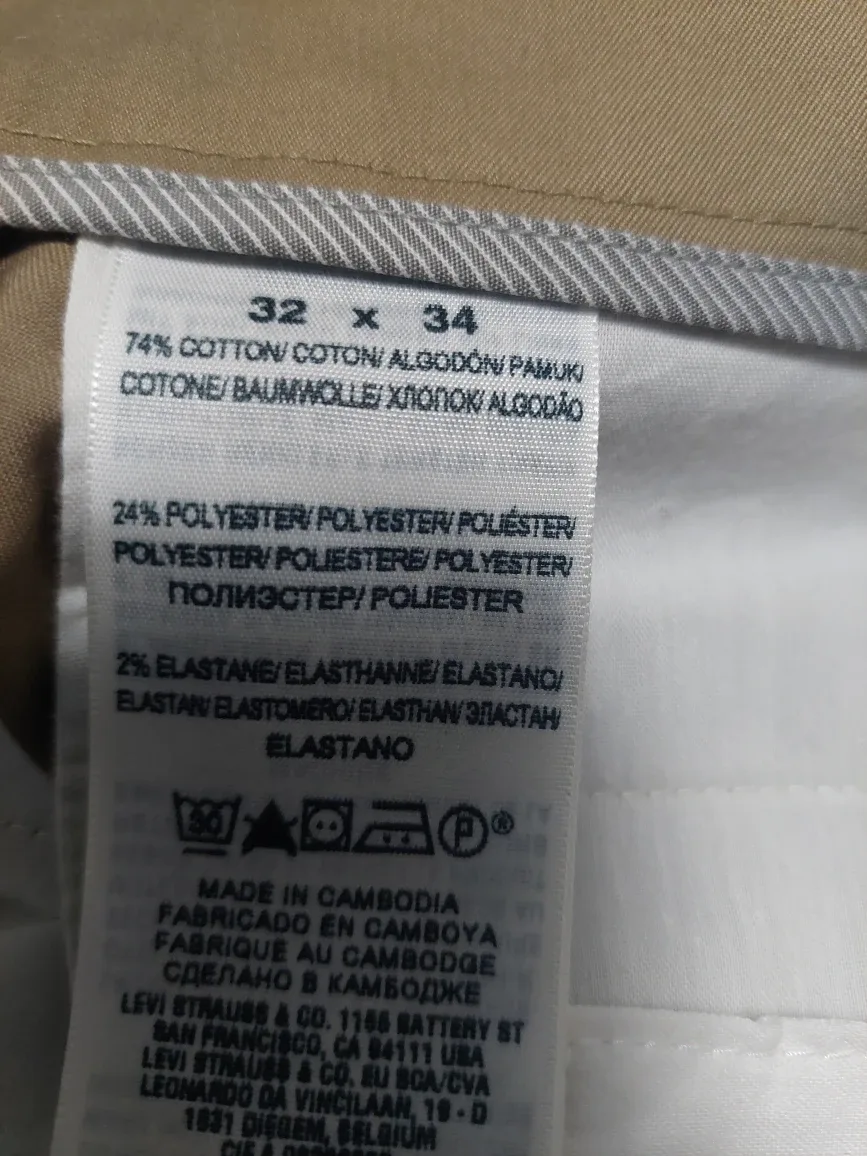 32 x 34
74% COTTON/ COTON/ ALGODÓN/ PAMUK/
COTONE/ BAUMWOLLE/ ХЛОПОК/ ALGODÃO
24% POLYESTER/ POLYESTER/ POLIÉSTER/
POLYESTER/ POLIESTERE/ POLYESTER/
ПОЛИЭСТЕР/ POLIESTER
2% ELASTANE/ ELASTHANNE/ ELASTANO/
ELASTAN/ ELASTOMERO/ ELASTHAN/ ЭЛАСТАН/
ELASTANO
30 P ®
MADE IN CAMBODIA
FABRICADO EN CAMBOYA
FABRIQUE AU CAMBODGE
СДЕЛАНО В КАМБОДЖЕ
LEVI STRAUSS & CO. 1155 BATTERY ST
SAN FRANCISCO, CA 94111 USA
LEVI STRAUSS & CO. EU SCA/CVA
LEONARDO DA VINCILAAN, 19 - D
1831 DIEGEM, BELGIUM